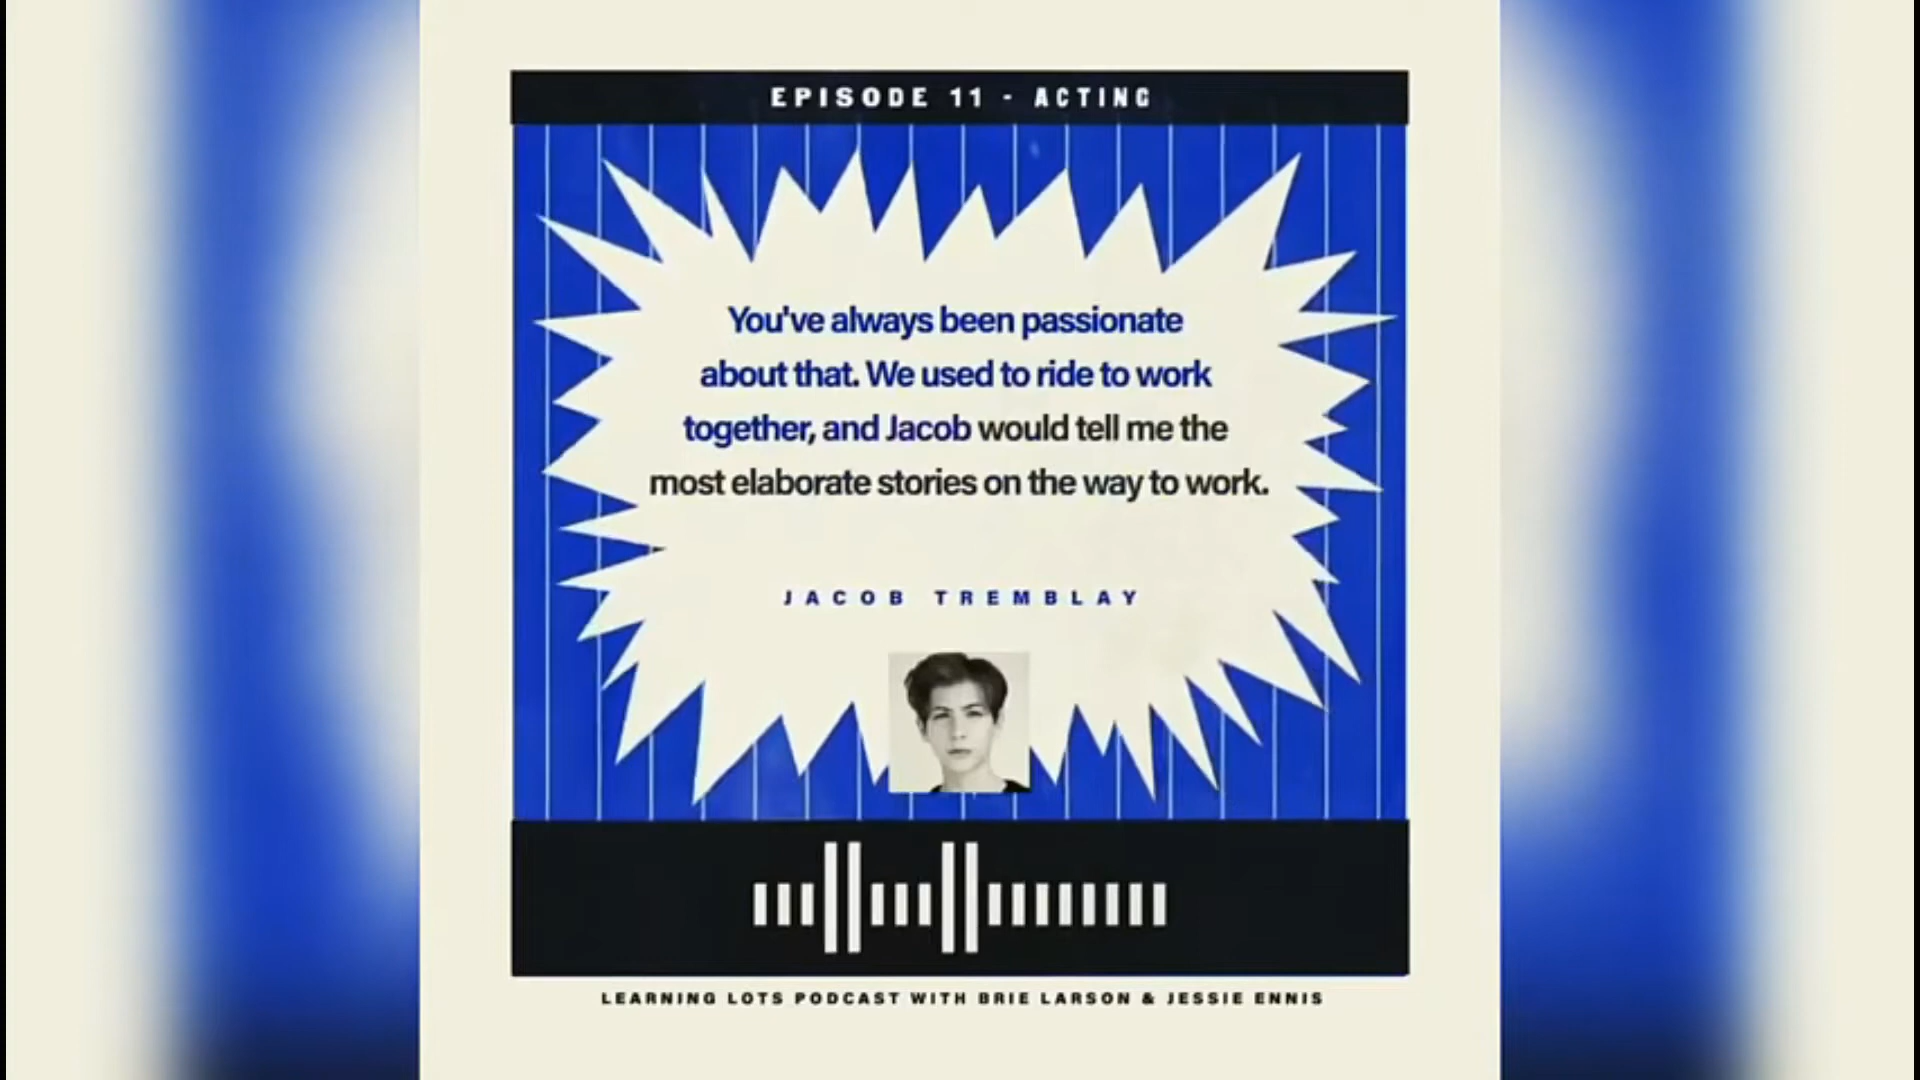 EPISODE 11 - ACTING
You've always been passionate
about that. We used to ride to work
together, and Jacob would tell me the
most elaborate stories on the way to work.
JACOB TREMBLAY
LEARNING LOTS PODCAST WITH BRIE LARSON & JESSIE ENNIS